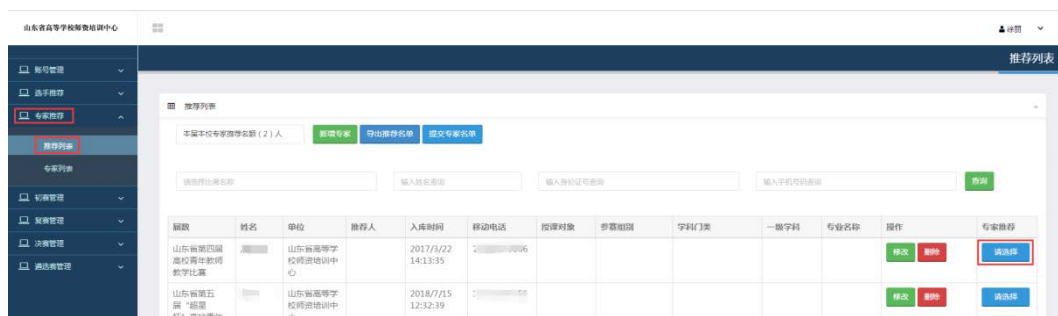 山东省高等学校师资培训中心
徐丽
推荐列表
账号管理
选手推荐
专家推荐
推荐列表
专家列表
初赛管理
复赛管理
决赛管理
遴选赛管理
推荐列表
本届本校专家推荐名额(2)人 新增专家 导出推荐名单 提交专家名单
请选择比赛名称 输入姓名查询 输入身份证号查询 输入手机号码查询 查询
届数 姓名 单位 推荐人 入库时间 移动电话 授课对象 参赛组别 学科门类 一级学科 专业名称 操作 专家推荐
山东省第四届 山东省高等学 2017/3/22 修改 删除 请选择
高校青年教师 校师资培训中 14:13:35
教学比赛 心
山东省第五 山东省高等学 2018/7/15 修改 删除 请选择
届“超星 校师资培训中 12:32:39